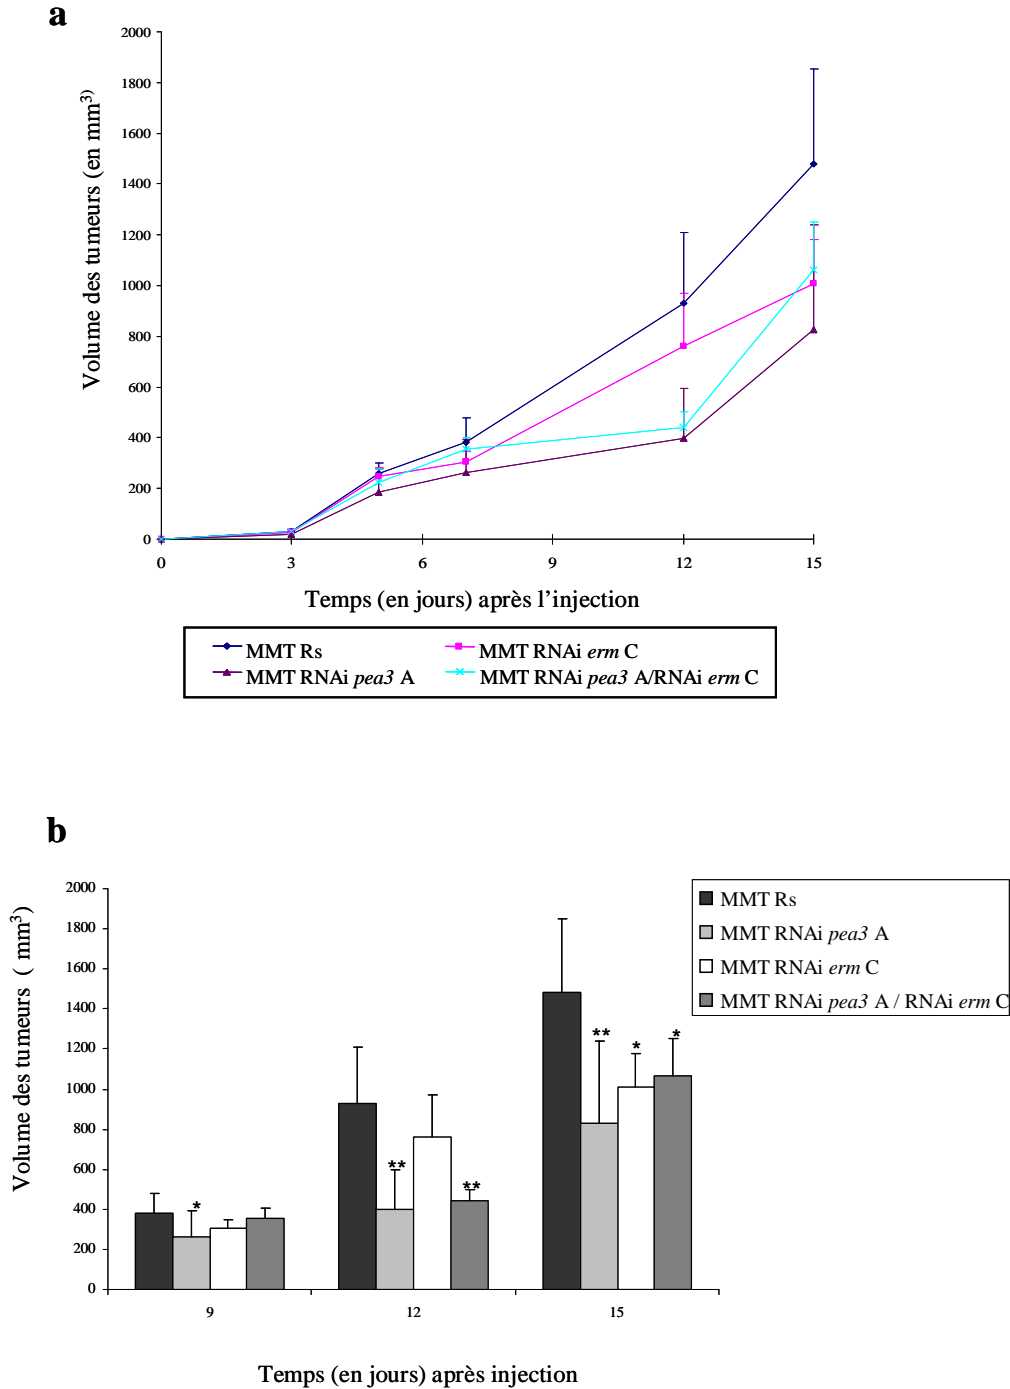 a
2000
1800
1600
1400
1200
1000
800
600
400
200
0
Volume des tumeurs (en mm³)
0 3 6 9 12 15
Temps (en jours) après l’injection
MMT Rs MMT RNAi erm C
MMT RNAi pea3 A MMT RNAi pea3 A/RNAi erm C
b
2000
1800
1600
1400
1200
1000
800
600
400
200
0
Volume des tumeurs ( mm³)
MMT Rs
MMT RNAi pea3 A
MMT RNAi erm C
MMT RNAi pea3 A / RNAi erm C
** * *
** **
*
9 12 15
Temps (en jours) après injection